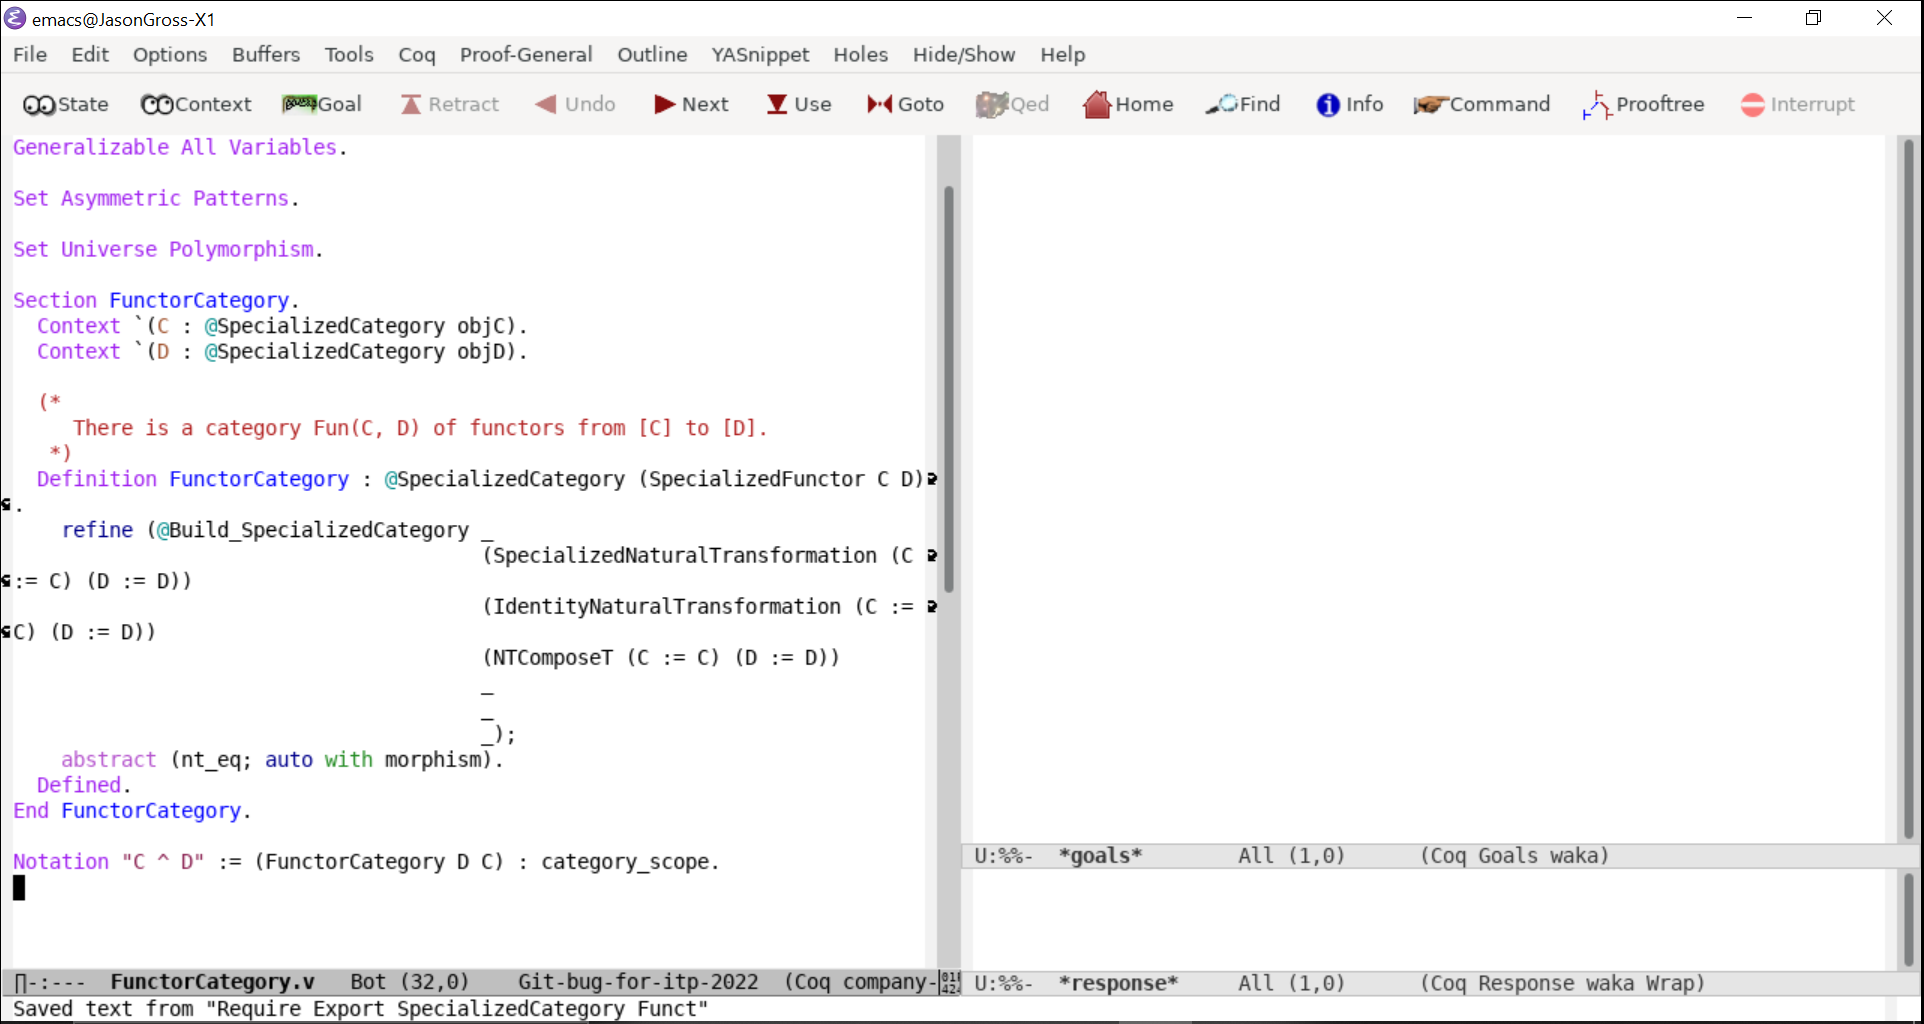 emacs@JasonGross-X1
File Edit Options Buffers Tools Coq Proof-General Outline YASnippet Holes Hide/Show Help
State Context Goal Retract Undo Next Use Goto Qed Home Find Info Command Prooftree Interrupt
Generalizable All Variables.
Set Asymmetric Patterns.
Set Universe Polymorphism.
Section FunctorCategory.
Context `(C : @SpecializedCategory objC).
Context `(D : @SpecializedCategory objD).
(*
There is a category Fun(C, D) of functors from [C] to [D].
*)
Definition FunctorCategory : @SpecializedCategory (SpecializedFunctor C D)
.
refine (@Build_SpecializedCategory _
(SpecializedNaturalTransformation (C
:= C) (D := D))
(IdentityNaturalTransformation (C :=
C) (D := D))
(NTComposeT (C := C) (D := D))
_
_
_);
abstract (nt_eq; auto with morphism).
Defined.
End FunctorCategory.
Notation "C ^ D" := (FunctorCategory D C) : category_scope.
-:--- FunctorCategory.v Bot (32,0) Git-bug-for-itp-2022 (Coq company-
Saved text from "Require Export SpecializedCategory Funct"
U:%%- *goals* All (1,0) (Coq Goals waka)
U:%%- *response* All (1,0) (Coq Response waka Wrap)